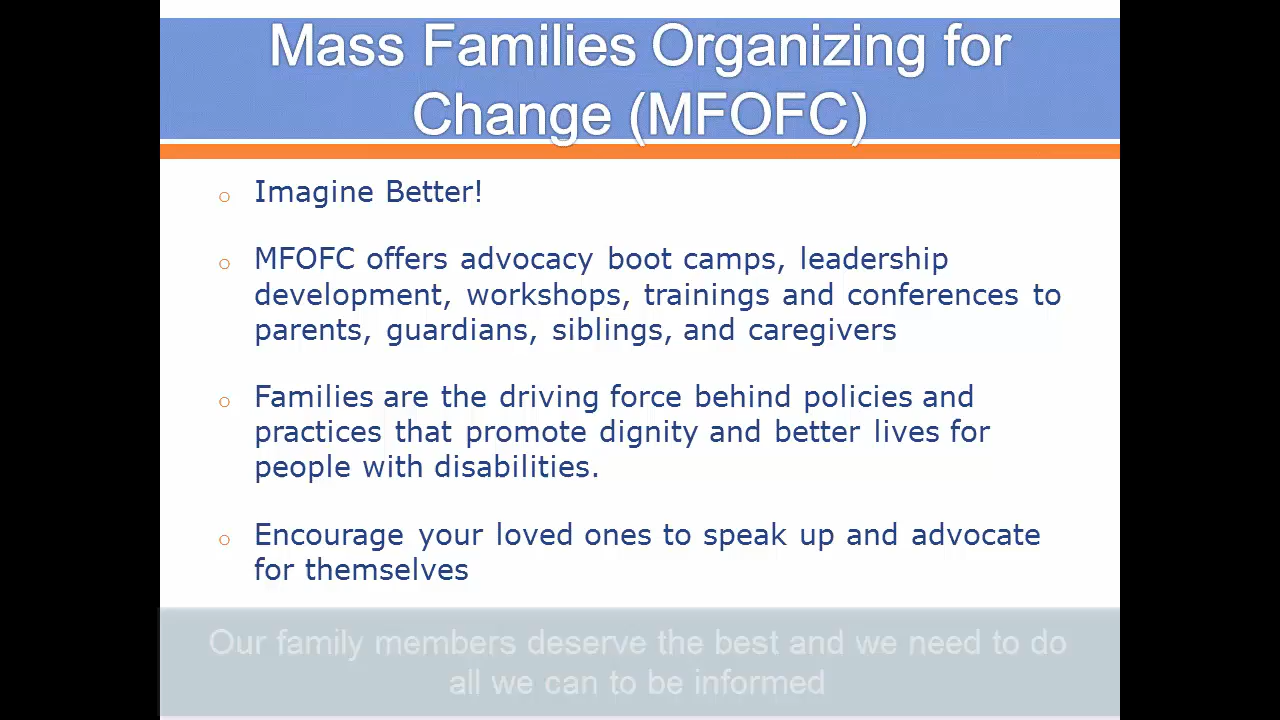 Mass Families Organizing for
Change (MFOFC)
Imagine Better!
MFOFC offers advocacy boot camps, leadership
development, workshops, trainings and conferences to
parents, guardians, siblings, and caregivers
Families are the driving force behind policies and
practices that promote dignity and better lives for
people with disabilities.
Encourage your loved ones to speak up and advocate
for themselves
Our family members deserve the best and we need to do
all we can to be informed